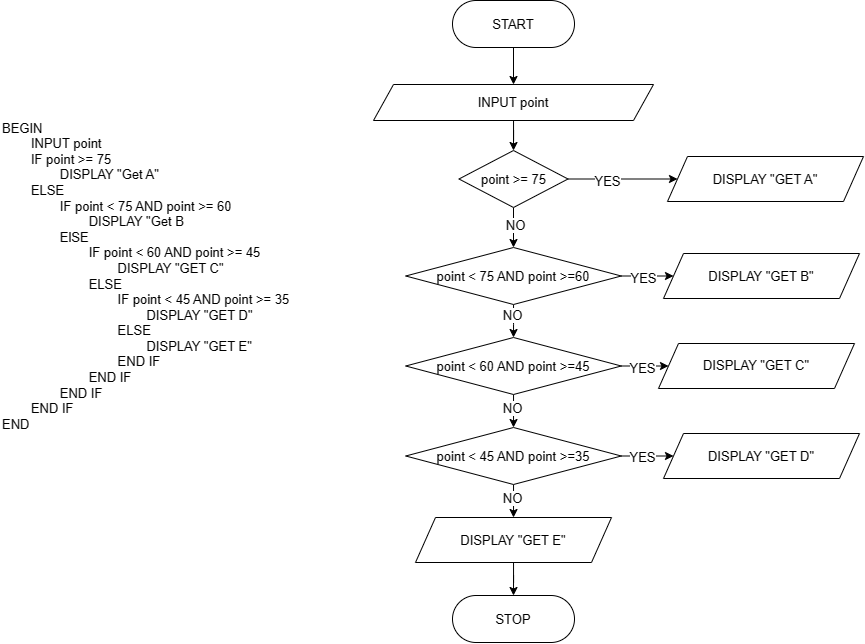 BEGIN
INPUT point
IF point >= 75
DISPLAY "Get A"
ELSE
IF point < 75 AND point >= 60
DISPLAY "Get B
ElSE
IF point < 60 AND point >= 45
DISPLAY "GET C"
ELSE
IF point < 45 AND point >= 35
DISPLAY "GET D"
ELSE
DISPLAY "GET E"
END IF
END IF
END IF
END IF
END
START
INPUT point
point >= 75
YES
DISPLAY "GET A"
NO
point < 75 AND point >=60
YES
DISPLAY "GET B"
NO
point < 60 AND point >=45
YES
DISPLAY "GET C"
NO
point < 45 AND point >=35
YES
DISPLAY "GET D"
NO
DISPLAY "GET E"
STOP